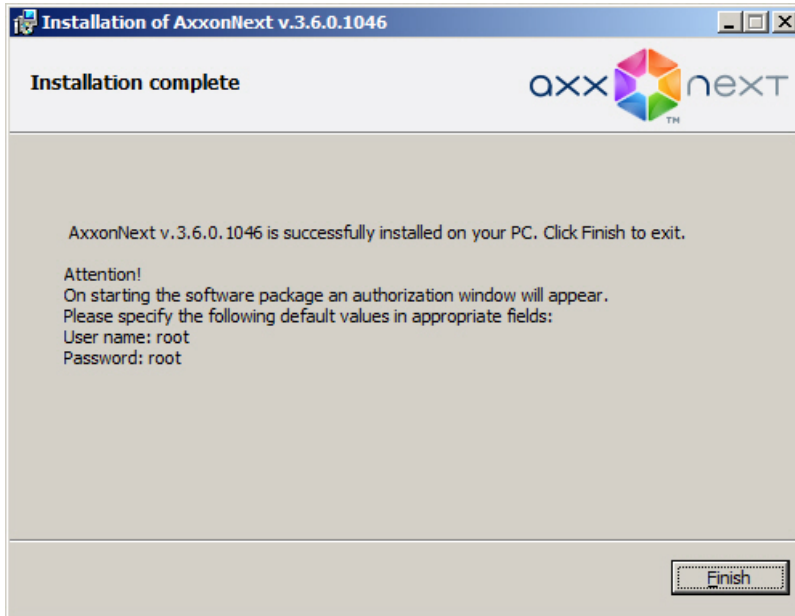 Installation of AxxonNext v.3.6.0.1046
Installation complete
axx next
TM
AxxonNext v.3.6.0.1046 is successfully installed on your PC. Click Finish to exit.
Attention!
On starting the software package an authorization window will appear.
Please specify the following default values in appropriate fields:
User name: root
Password: root
Finish